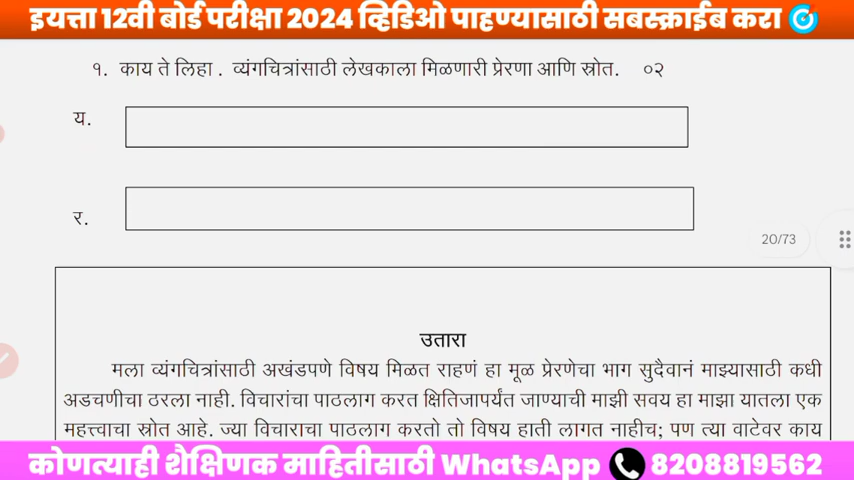 इयत्ता 12वी बोर्ड परीक्षा 2024 व्हिडिओ पाहण्यासाठी सबस्क्राईब करा
१. काय ते लिहा . व्यंगचित्रांसाठी लेखकाला मिळणारी प्रेरणा आणि स्रोत. ०२
य.
र.
20/73
उतारा
मला व्यंगचित्रांसाठी अखंडपणे विषय मिळत राहणं हा मूळ प्रेरणेचा भाग सुदैवानं माझ्यासाठी कधी
अडचणीचा ठरला नाही. विचारांचा पाठलाग करत क्षितिजापर्यंत जाण्याची माझी सवय हा माझा यातला एक
महत्त्वाचा स्रोत आहे. ज्या विचाराचा पाठलाग करतो तो विषय हाती लागत नाहीच; पण त्या वाटेवर काय
कोणत्याही शैक्षिणक माहितीसाठी WhatsApp 8208819562